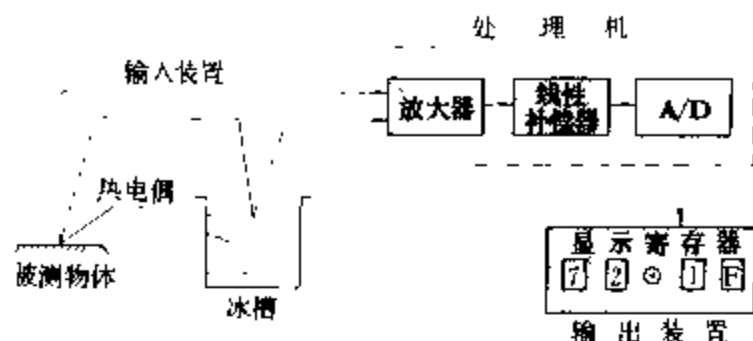 处理机
输入装置
放大器
线性
补偿器
A/D
热电偶
被测物体
冰槽
显示寄存器
7 2 ⊙ 1 F
输出装置